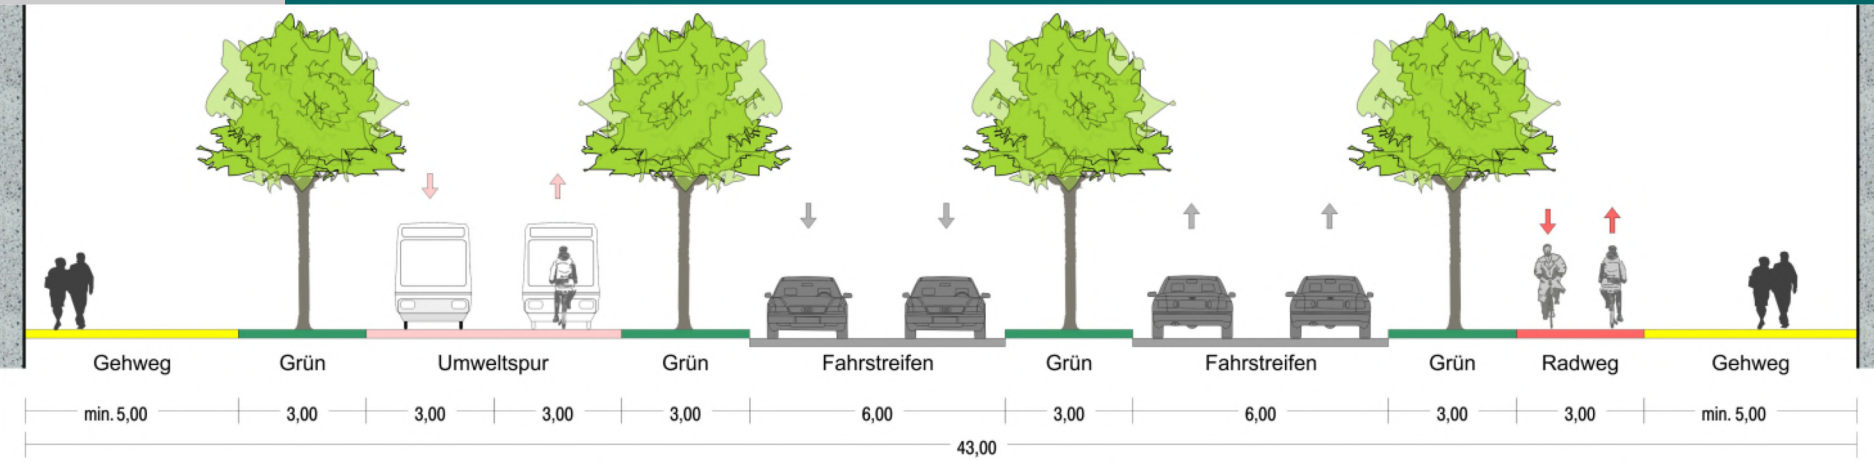 Gehweg Grün Umweltspur Grün Fahrstreifen Grün Fahrstreifen Grün Radweg Gehweg
min. 5,00 3,00 3,00 3,00 3,00 6,00 3,00 6,00 3,00 3,00 min. 5,00
43,00